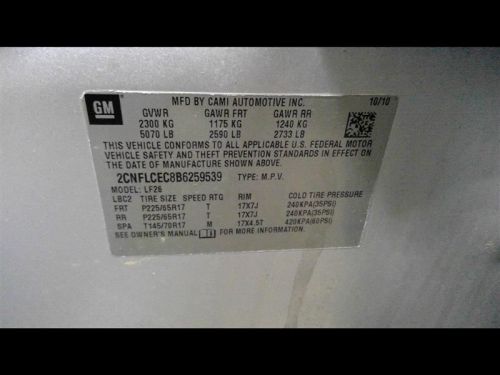 GM MFD BY CAMI AUTOMOTIVE INC. 10/10
GVWR GAWR FRT GAWR RR
2300 KG 1175 KG 1240 KG
5070 LB 2590 LB 2733 LB
THIS VEHICLE CONFORMS TO ALL APPLICABLE U.S. FEDERAL MOTOR
VEHICLE SAFETY AND THEFT PREVENTION STANDARDS IN EFFECT ON
THE DATE OF MANUFACTURE SHOWN ABOVE.
2CNFLCEC8B6259539 TYPE: M.P.V.
MODEL: LF26
LBC2 TIRE SIZE SPEED RTG RIM COLD TIRE PRESSURE
FRT P225/65R17 T 17X7J 240KPA(35PSI)
RR P225/65R17 T 17X7J 240KPA(35PSI)
SPA T145/70R17 M 17X4.5T 420KPA(60PSI)
SEE OWNER'S MANUAL FOR MORE INFORMATION.